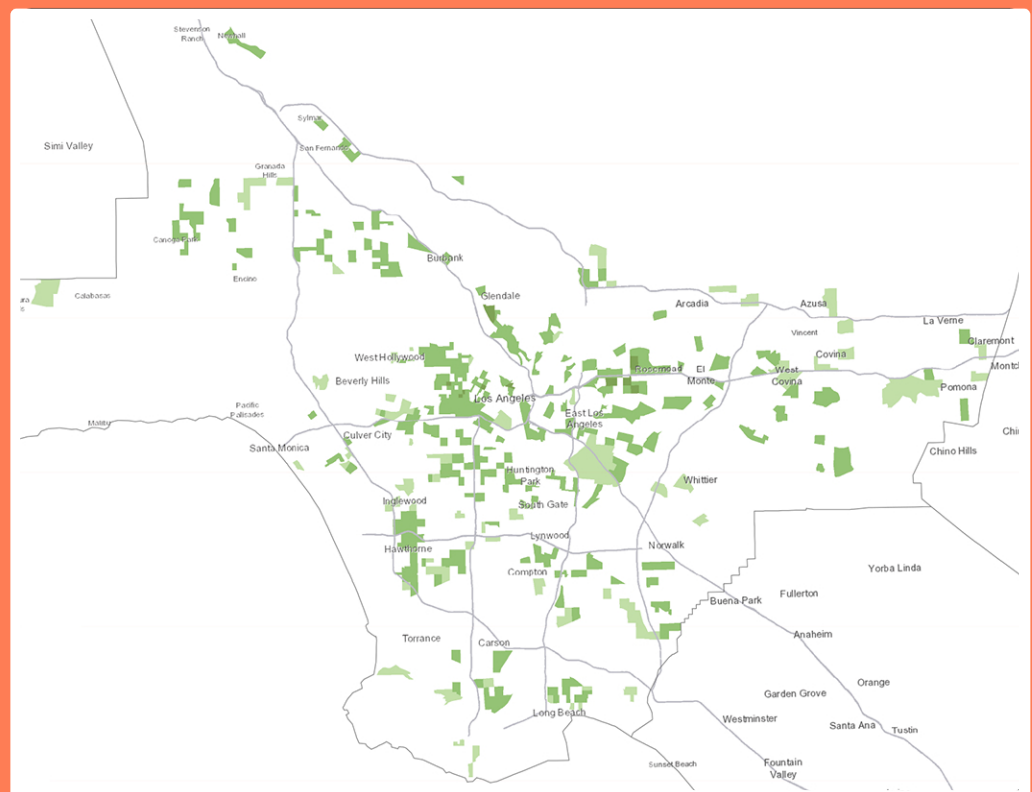 Stevenson
Ranch
Newhall
Sylmar
San Fernando
Simi Valley
Granada
Hills
Canoga Park
Encino
Burbank
Calabasas
Glendale
Arcadia
Azusa
La Verne
Vincent
Claremont
West Hollywood
Covina
Rosemead
El
Monte
West
Covina
Beverly Hills
Pomona
Los Angeles
Pacific
Palisades
East Los
Angeles
Malibu
Culver City
Santa Monica
Chino Hills
Huntington
Park
Whittier
Inglewood
South Gate
Lynwood
Hawthorne
Norwalk
Compton
Yorba Linda
Buena Park
Fullerton
Torrance
Carson
Anaheim
Orange
Garden Grove
Long Beach
Westminster
Santa Ana
Tustin
Sunset Beach
Fountain
Valley